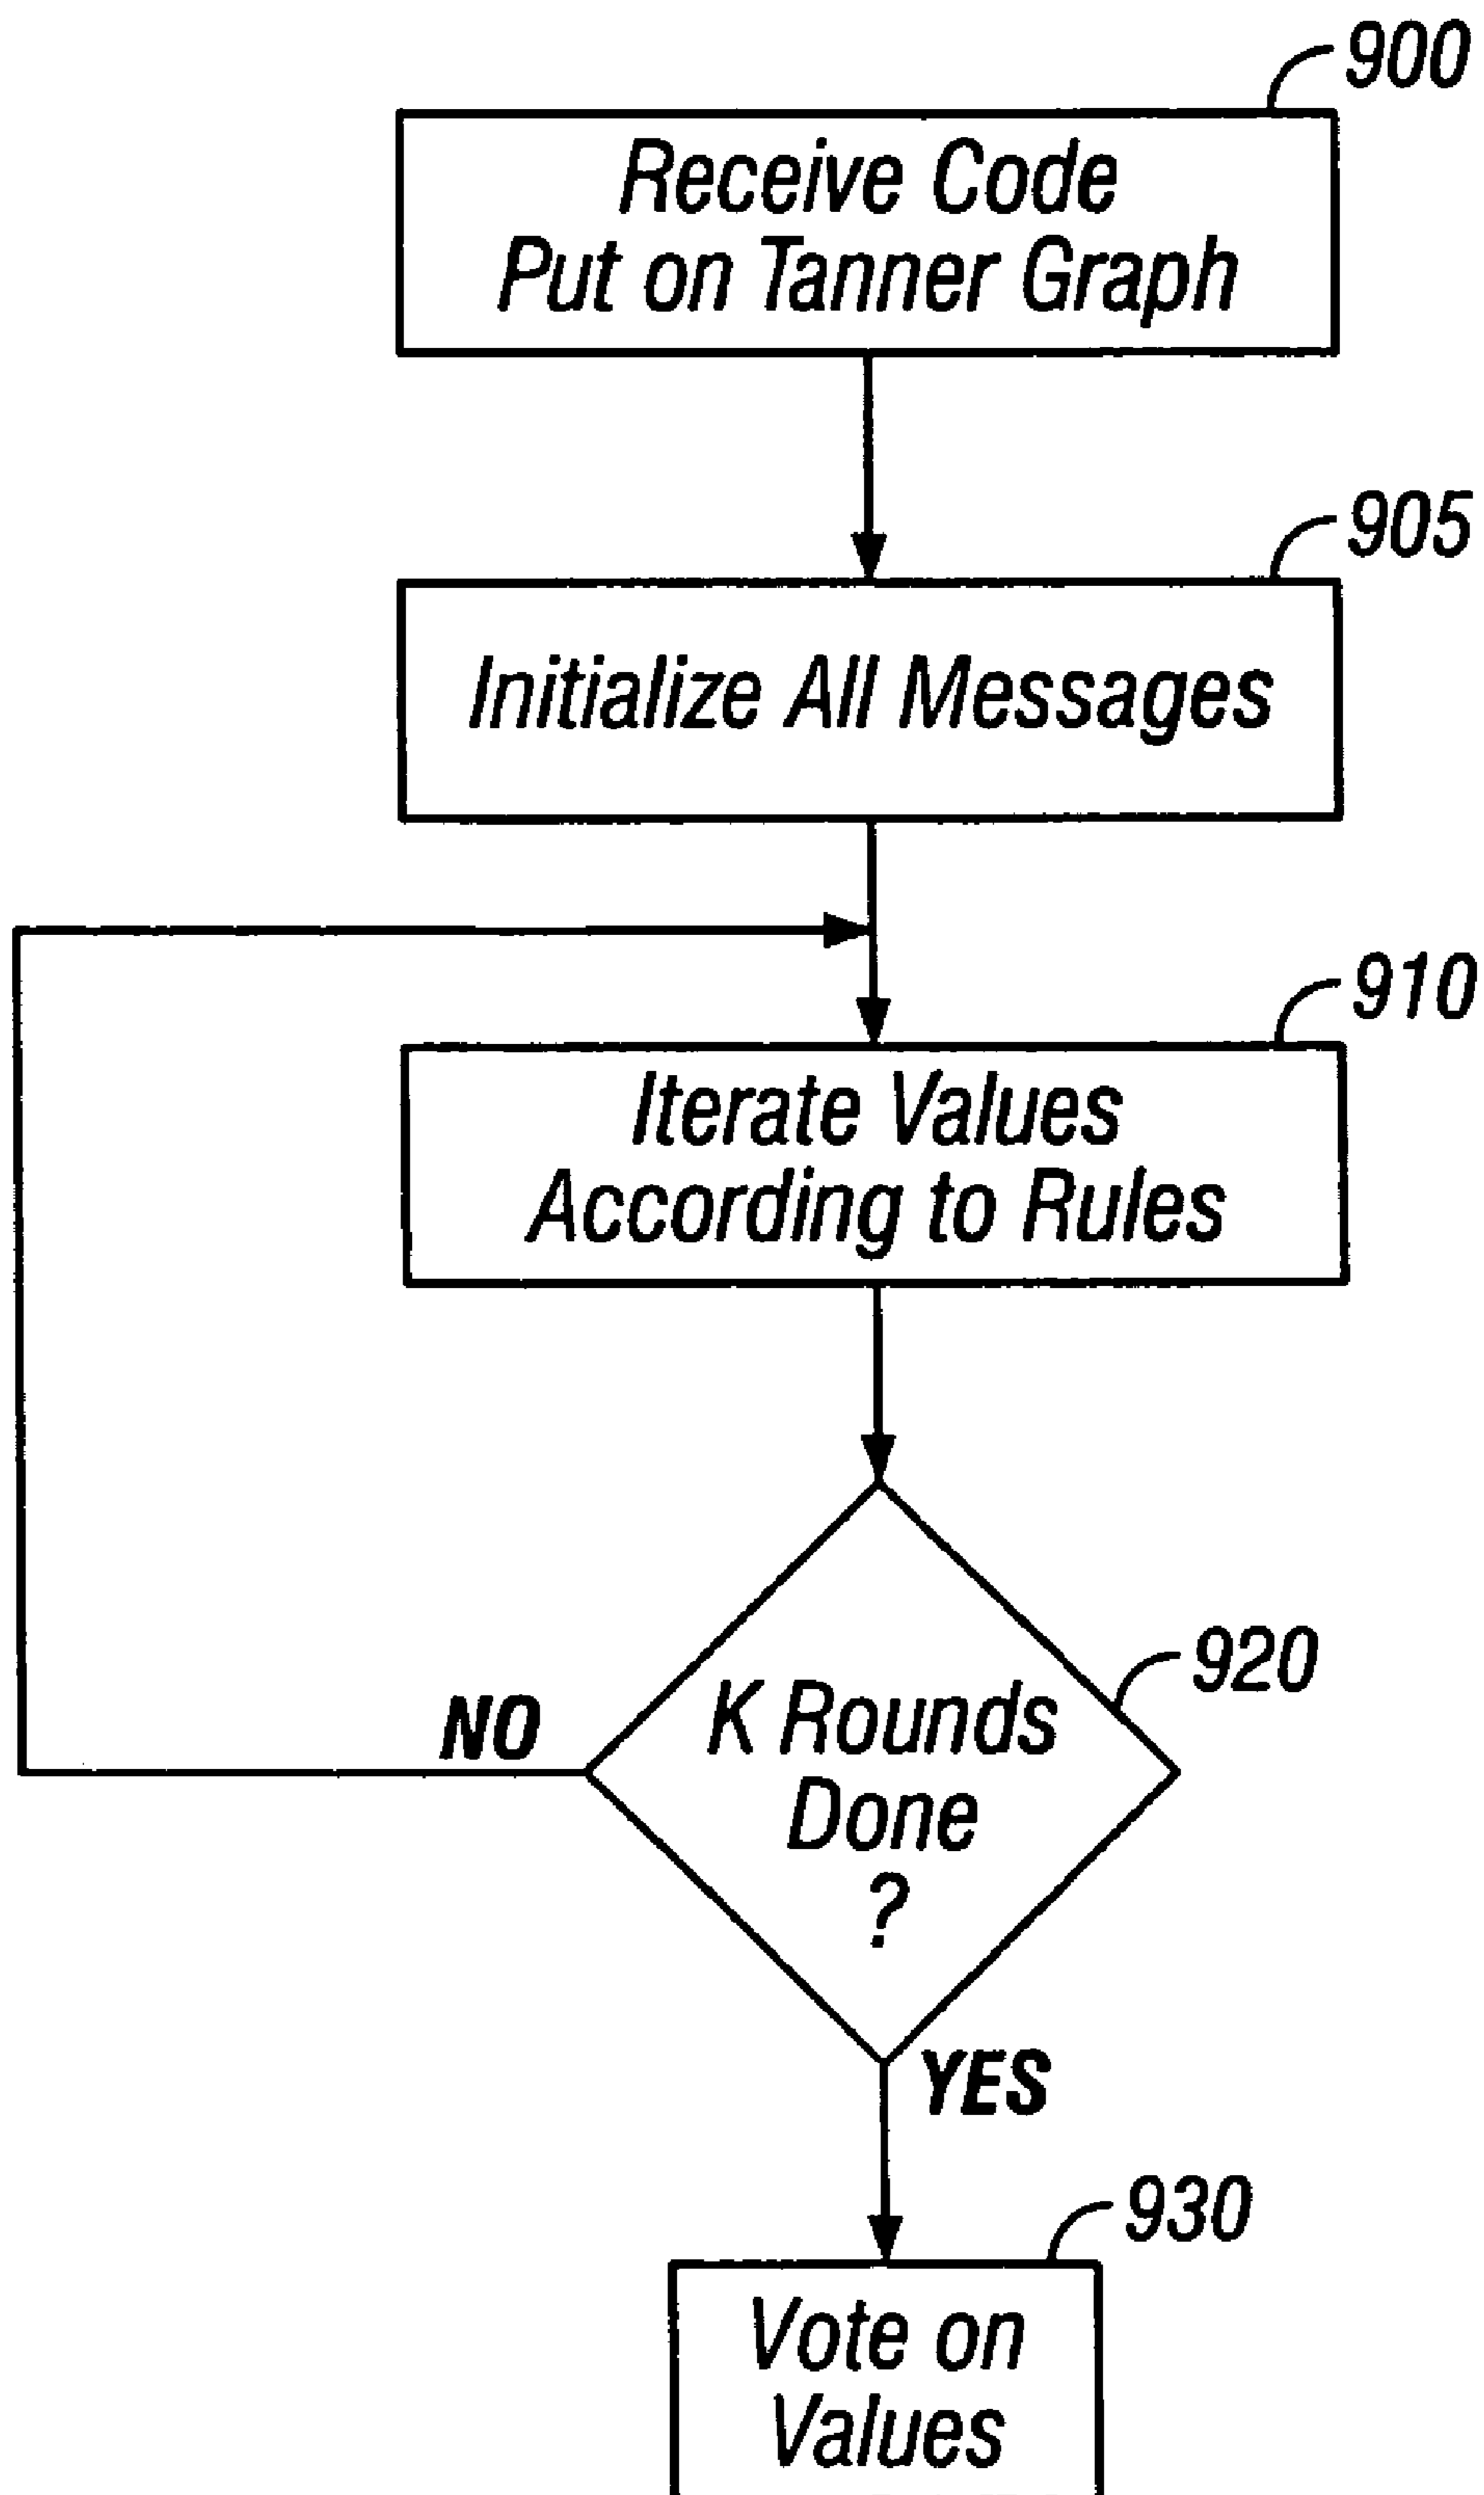 900
Receive Code
Put on Tanner Graph
905
Initialize All Messages
910
Iterate Values
According to Rules
920
K Rounds
Done
?
NO
YES
930
Vote on
Values